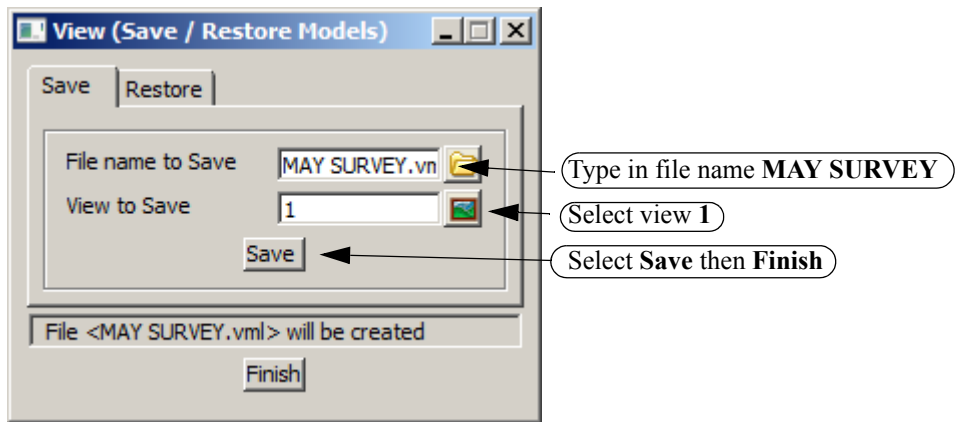 View (Save / Restore Models)
Save Restore
File name to Save MAY SURVEY.vn
Type in file name MAY SURVEY
View to Save 1
Select view 1
Save
Select Save then Finish
File <MAY SURVEY.vml> will be created
Finish